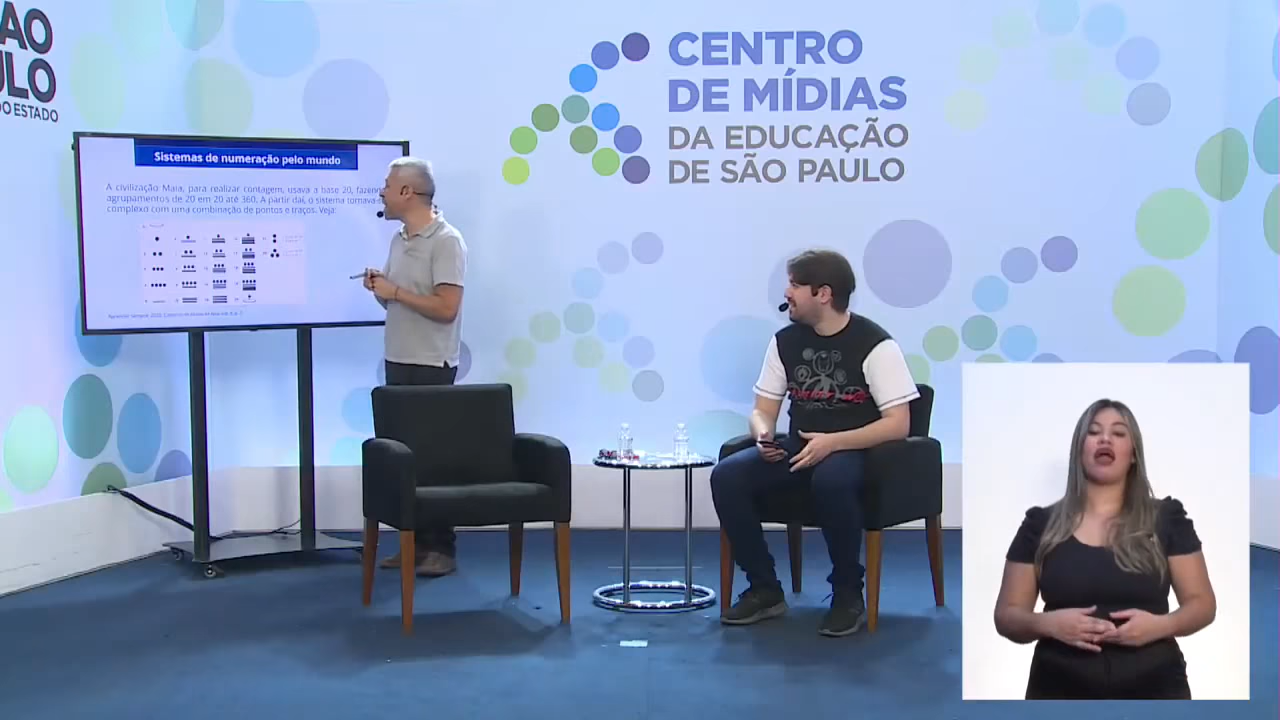 ÃO
ULO
DO ESTADO
CENTRO
DE MÍDIAS
DA EDUCAÇÃO
DE SÃO PAULO
Sistemas de numeração pelo mundo
A civilização Maia, para realizar contagem, usava a base 20, fazendo
agrupamentos de 20 em 20 até 360. A partir daí, o sistema tornava-
complexo com uma combinação de pontos e traços. Veja: